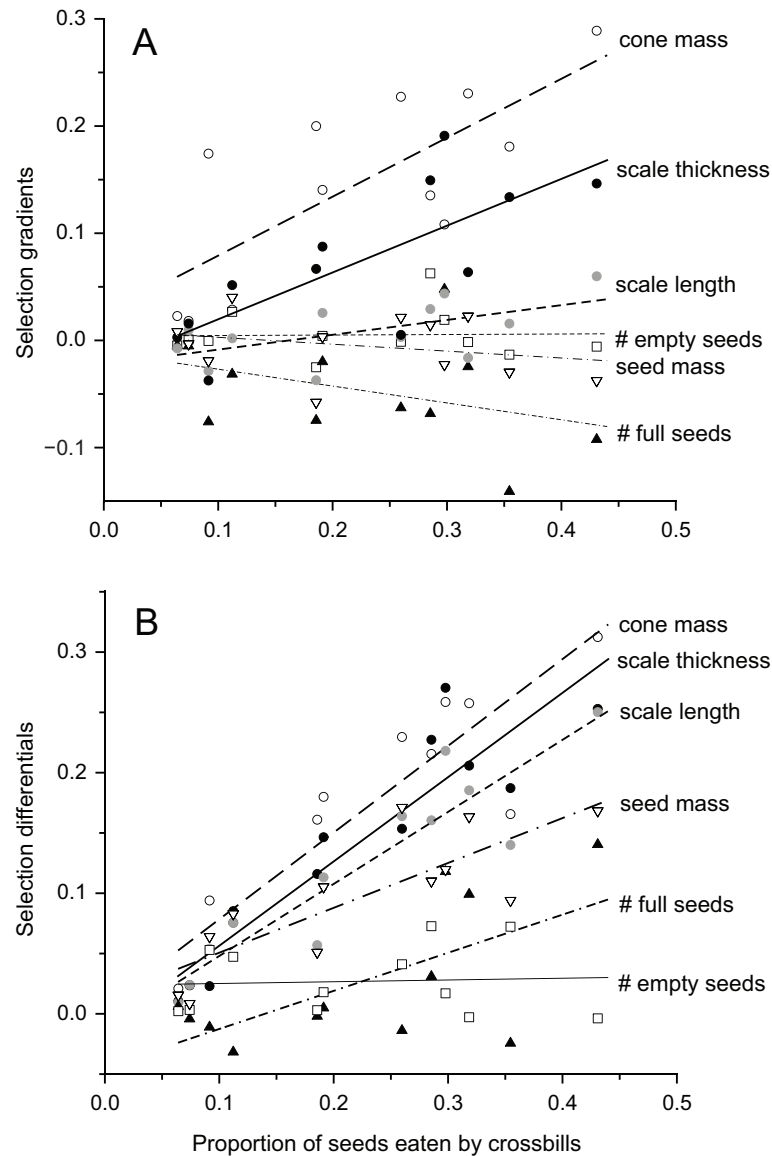 A
Selection gradients
0.3
0.2
0.1
0.0
−0.1
0.0
0.1
0.2
0.3
0.4
0.5
cone mass
scale thickness
scale length
# empty seeds
seed mass
# full seeds
B
Selection differentials
0.3
0.2
0.1
0.0
0.0
0.1
0.2
0.3
0.4
0.5
cone mass
scale thickness
scale length
seed mass
# full seeds
# empty seeds
Proportion of seeds eaten by crossbills